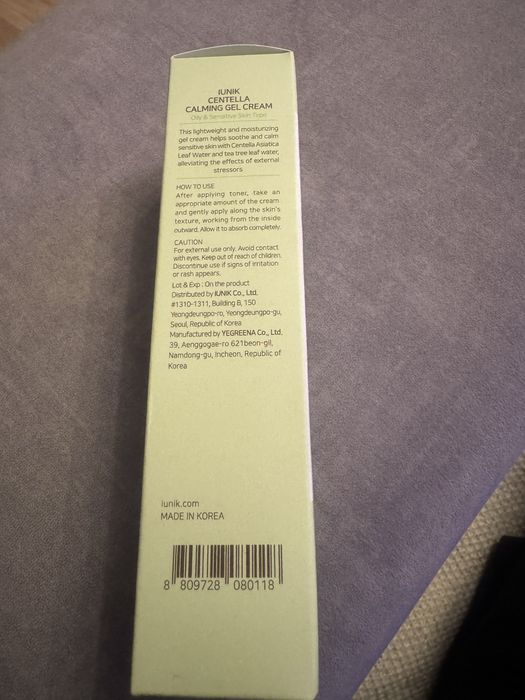 IUNIK
CENTELLA
CALMING GEL CREAM
Oily & Sensitive Skin Type
This lightweight and moisturizing
gel cream helps soothe and calm
sensitive skin with Centella Asiatica
Leaf Water and tea tree leaf water,
alleviating the effects of external
stressors
HOW TO USE
After applying toner, take an
appropriate amount of the cream
and gently apply along the skin's
texture, working from the inside
outward. Allow it to absorb completely.
CAUTION
For external use only. Avoid contact
with eyes. Keep out of reach of children.
Discontinue use if signs of irritation
or rash appears.
Lot & Exp : On the product
Distributed by IUNIK Co., Ltd.
#1310-1311, Building B, 150
Yeongdeungpo-ro, Yeongdeungpo-gu,
Seoul, Republic of Korea
Manufactured by YEGREENA Co., Ltd.
39, Aenggogae-ro 621beon-gil,
Namdong-gu, Incheon, Republic of
Korea
iunik.com
MADE IN KOREA
8 809728 080118